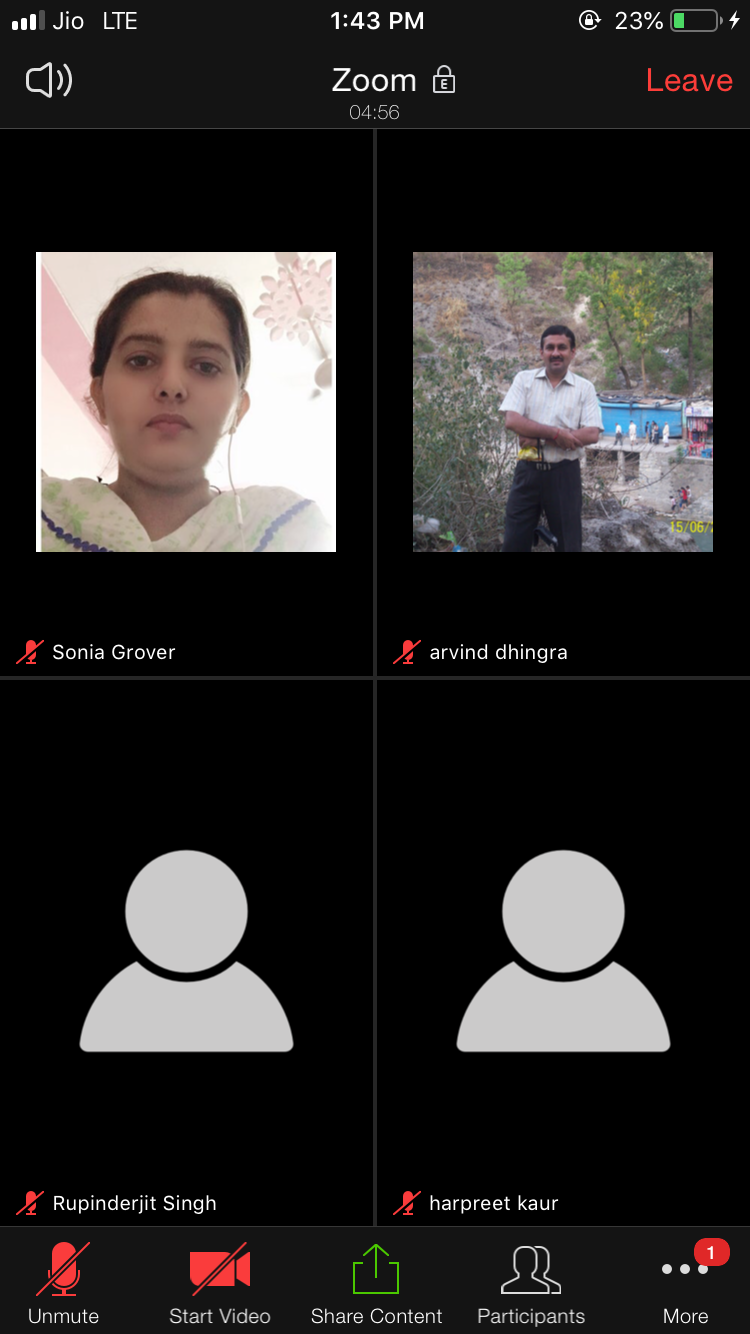 Jio LTE 1:43 PM 23%
Zoom E Leave
04:56
15/06/
Sonia Grover arvind dhingra
Rupinderjit Singh harpreet kaur
1
Unmute Start Video Share Content Participants More